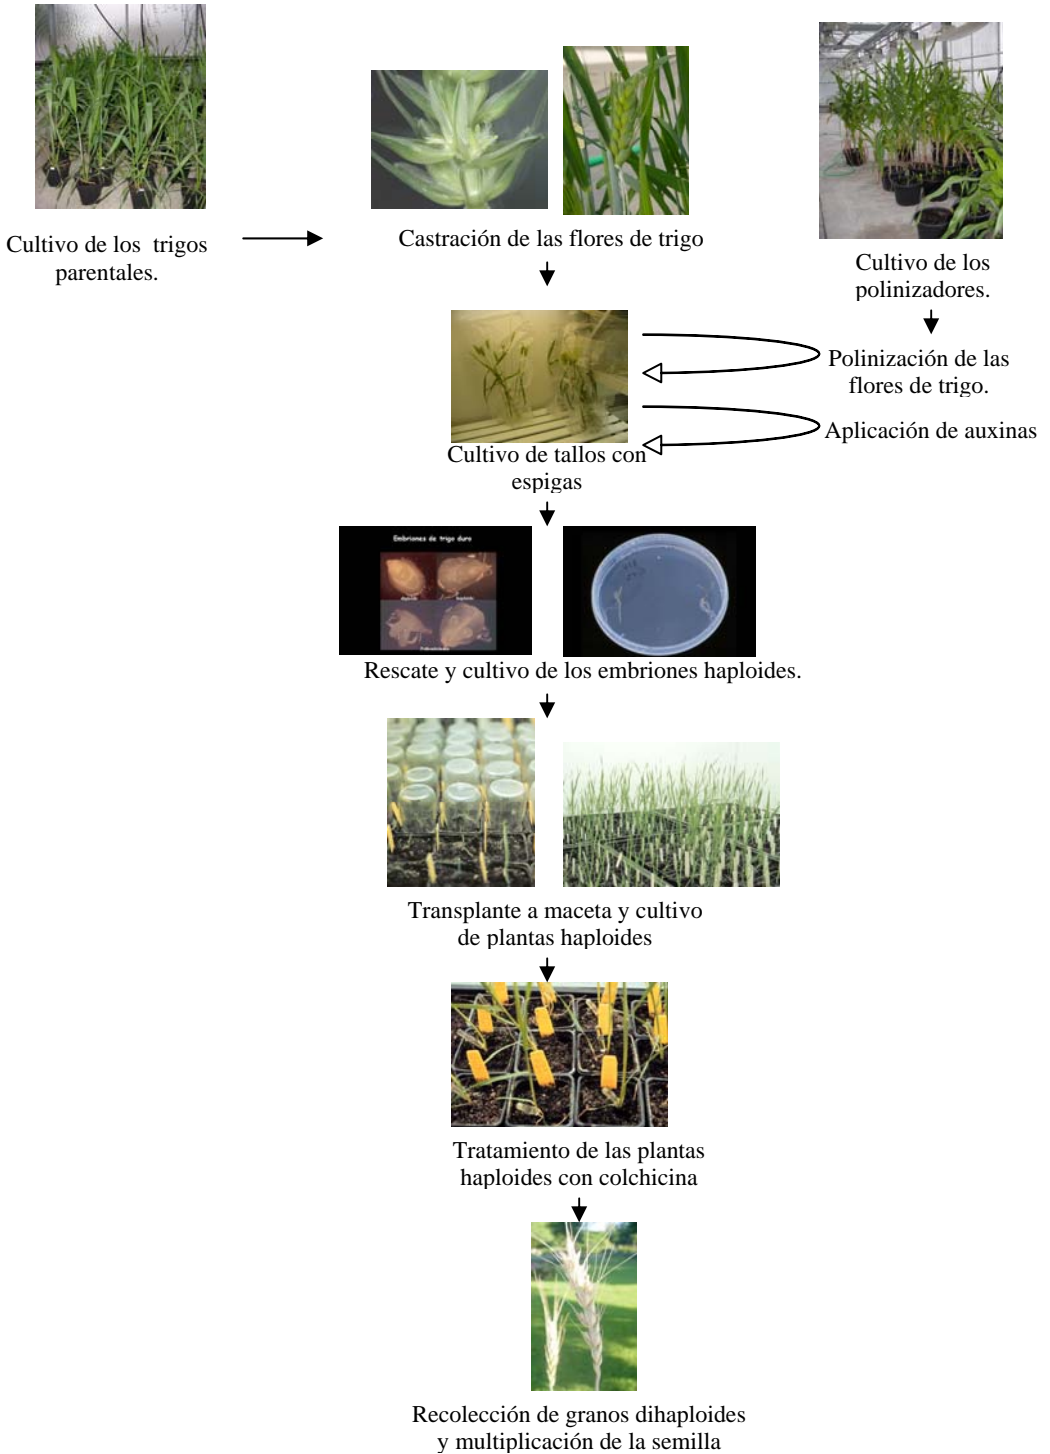 Cultivo de los trigos
parentales.
Castración de las flores de trigo
Cultivo de los
polinizadores.
Polinización de las
flores de trigo.
Aplicación de auxinas
Cultivo de tallos con
espigas
Embriones de trigo duro
Rescate y cultivo de los embriones haploides.
Transplante a maceta y cultivo
de plantas haploides
Tratamiento de las plantas
haploides con colchicina
Recolección de granos dihaploides
y multiplicación de la semilla